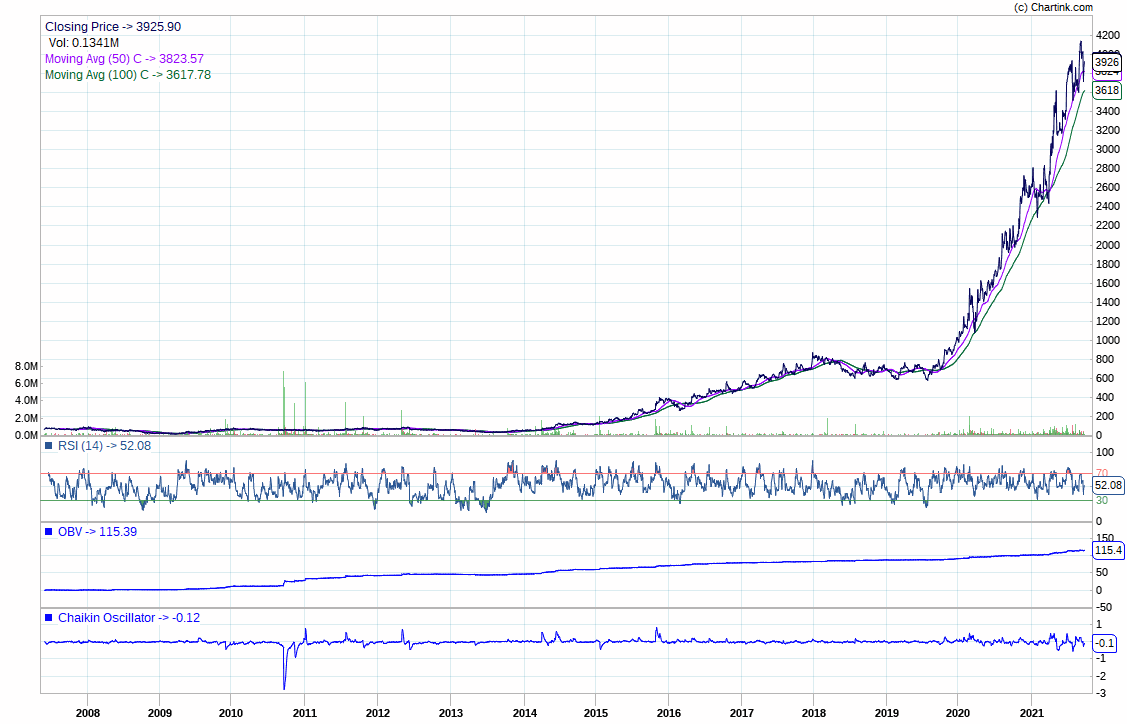 (c) Chartink.com
Closing Price -> 3925.90
Vol: 0.1341M
Moving Avg (50) C -> 3823.57
Moving Avg (100) C -> 3617.78
4200
3926
3618
3400
3200
3000
2800
2600
2400
2200
2000
1800
1600
1400
1200
1000
800
600
400
200
0
8.0M
6.0M
4.0M
2.0M
0.0M
RSI (14) -> 52.08
100
70
52.08
30
0
OBV -> 115.39
150
115.4
50
0
-50
Chaikin Oscillator -> -0.12
1
-0.1
-1
-2
-3
2008 2009 2010 2011 2012 2013 2014 2015 2016 2017 2018 2019 2020 2021